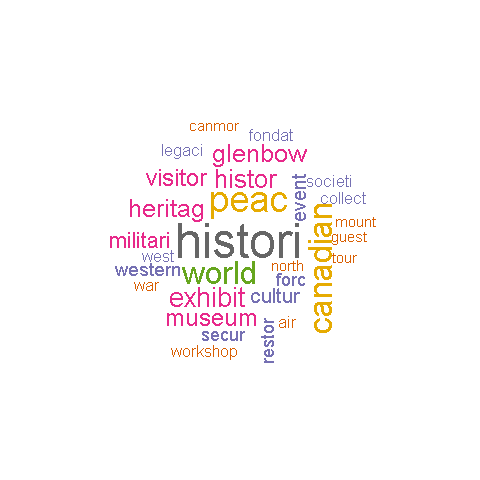 canmor
fondat
legaci
glenbow
visitor
histor
event
societi
heritag
peac
collect
canadian
mount
militari
histori
guest
west
tour
western
world
north
war
forc
exhibit
cultur
museum
air
secur
restor
workshop